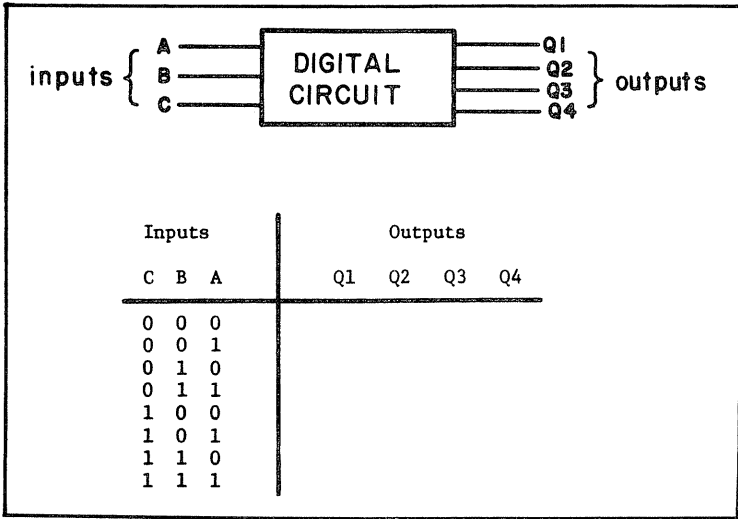 A
B
C
inputs {
DIGITAL
CIRCUIT
Q1
Q2
Q3
Q4
} outputs
Inputs Outputs
C B A Q1 Q2 Q3 Q4
0 0 0
0 0 1
0 1 0
0 1 1
1 0 0
1 0 1
1 1 0
1 1 1